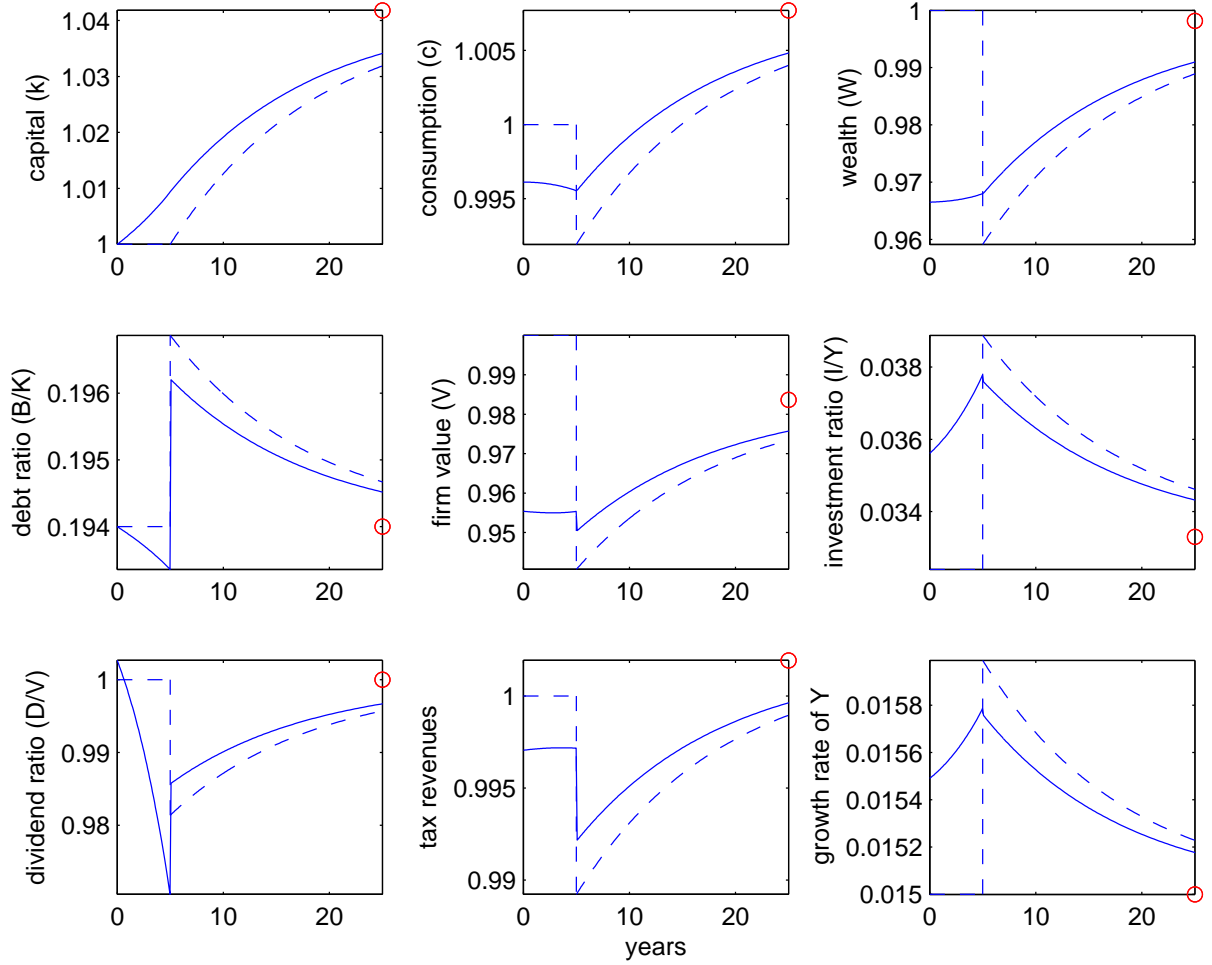 capital (k)
1.04
1.03
1.02
1.01
1
0 10 20
consumption (c)
1.005
1
0.995
0 10 20
wealth (W)
1
0.99
0.98
0.97
0.96
0 10 20
debt ratio (B/K)
0.196
0.195
0.194
0 10 20
firm value (V)
0.99
0.98
0.97
0.96
0.95
0 10 20
investment ratio (I/Y)
0.038
0.036
0.034
0 10 20
dividend ratio (D/V)
1
0.99
0.98
0 10 20
tax revenues
1
0.995
0.99
0 10 20
years
growth rate of Y
0.0158
0.0156
0.0154
0.0152
0.015
0 10 20